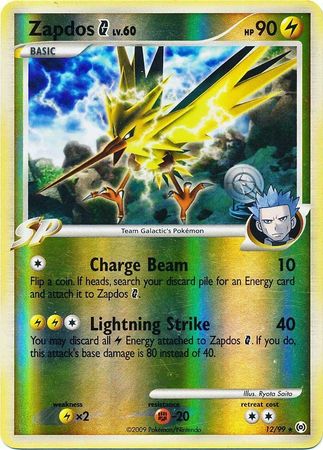 Zapdos G LV.60 HP 90
BASIC
Team Galactic's Pokémon
SP
Charge Beam 10
Flip a coin. If heads, search your discard pile for an Energy card
and attach it to Zapdos G.
Lightning Strike 40
You may discard all Energy attached to Zapdos G. If you do,
this attack's base damage is 80 instead of 40.
Illus. Ryota Saito
12/99 ★
weakness resistance retreat cost
×2 -20
©2009 Pokémon/Nintendo